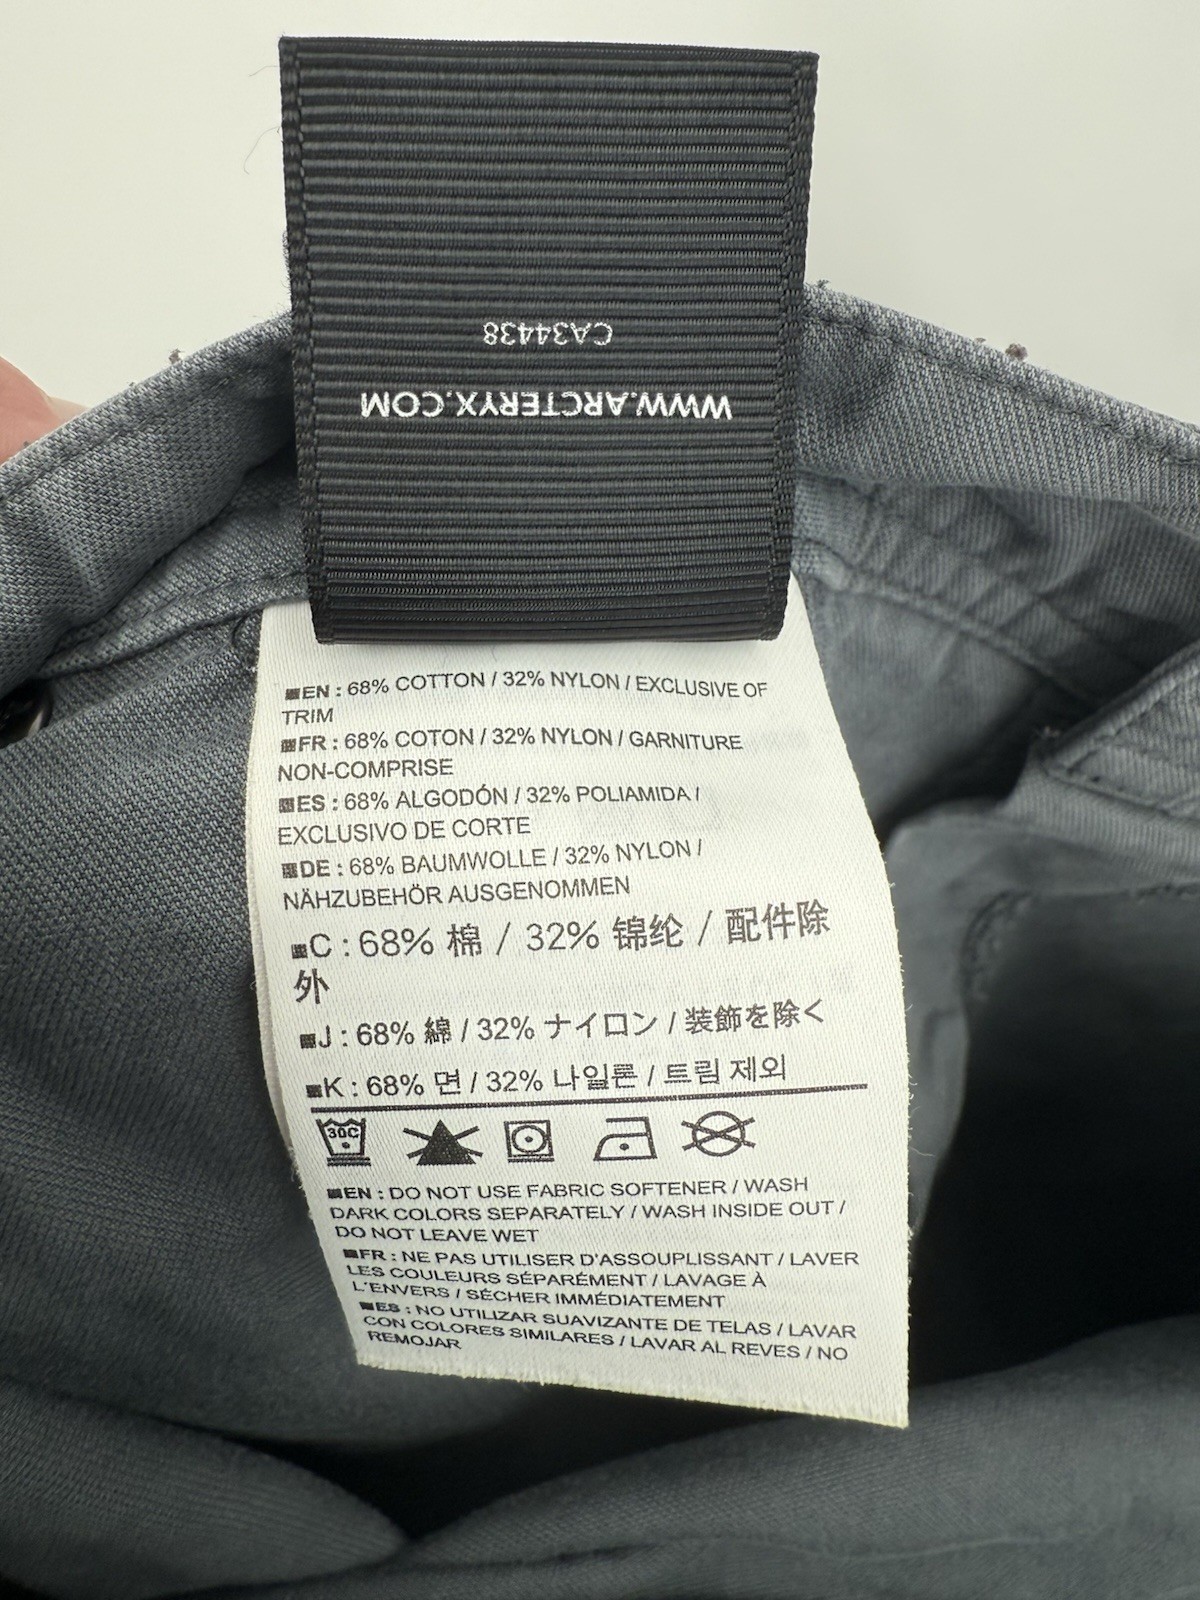 CA34438
WWW.ARCTERYX.COM
EN : 68% COTTON / 32% NYLON / EXCLUSIVE OF
TRIM
FR : 68% COTON / 32% NYLON / GARNITURE
NON-COMPRISE
ES : 68% ALGODÓN / 32% POLIAMIDA /
EXCLUSIVO DE CORTE
DE : 68% BAUMWOLLE / 32% NYLON /
NÄHZUBEHÖR AUSGENOMMEN
C : 68% 棉 / 32% 锦纶 / 配件除
外
J : 68% 綿 / 32% ナイロン / 装飾を除く
K : 68% 면 / 32% 나일론 / 트림 제외
30C
EN : DO NOT USE FABRIC SOFTENER / WASH
DARK COLORS SEPARATELY / WASH INSIDE OUT /
DO NOT LEAVE WET
FR : NE PAS UTILISER D'ASSOUPLISSANT / LAVER
LES COULEURS SÉPARÉMENT / LAVAGE À
L'ENVERS / SÉCHER IMMÉDIATEMENT
ES : NO UTILIZAR SUAVIZANTE DE TELAS / LAVAR
CON COLORES SIMILARES / LAVAR AL REVES / NO
REMOJAR